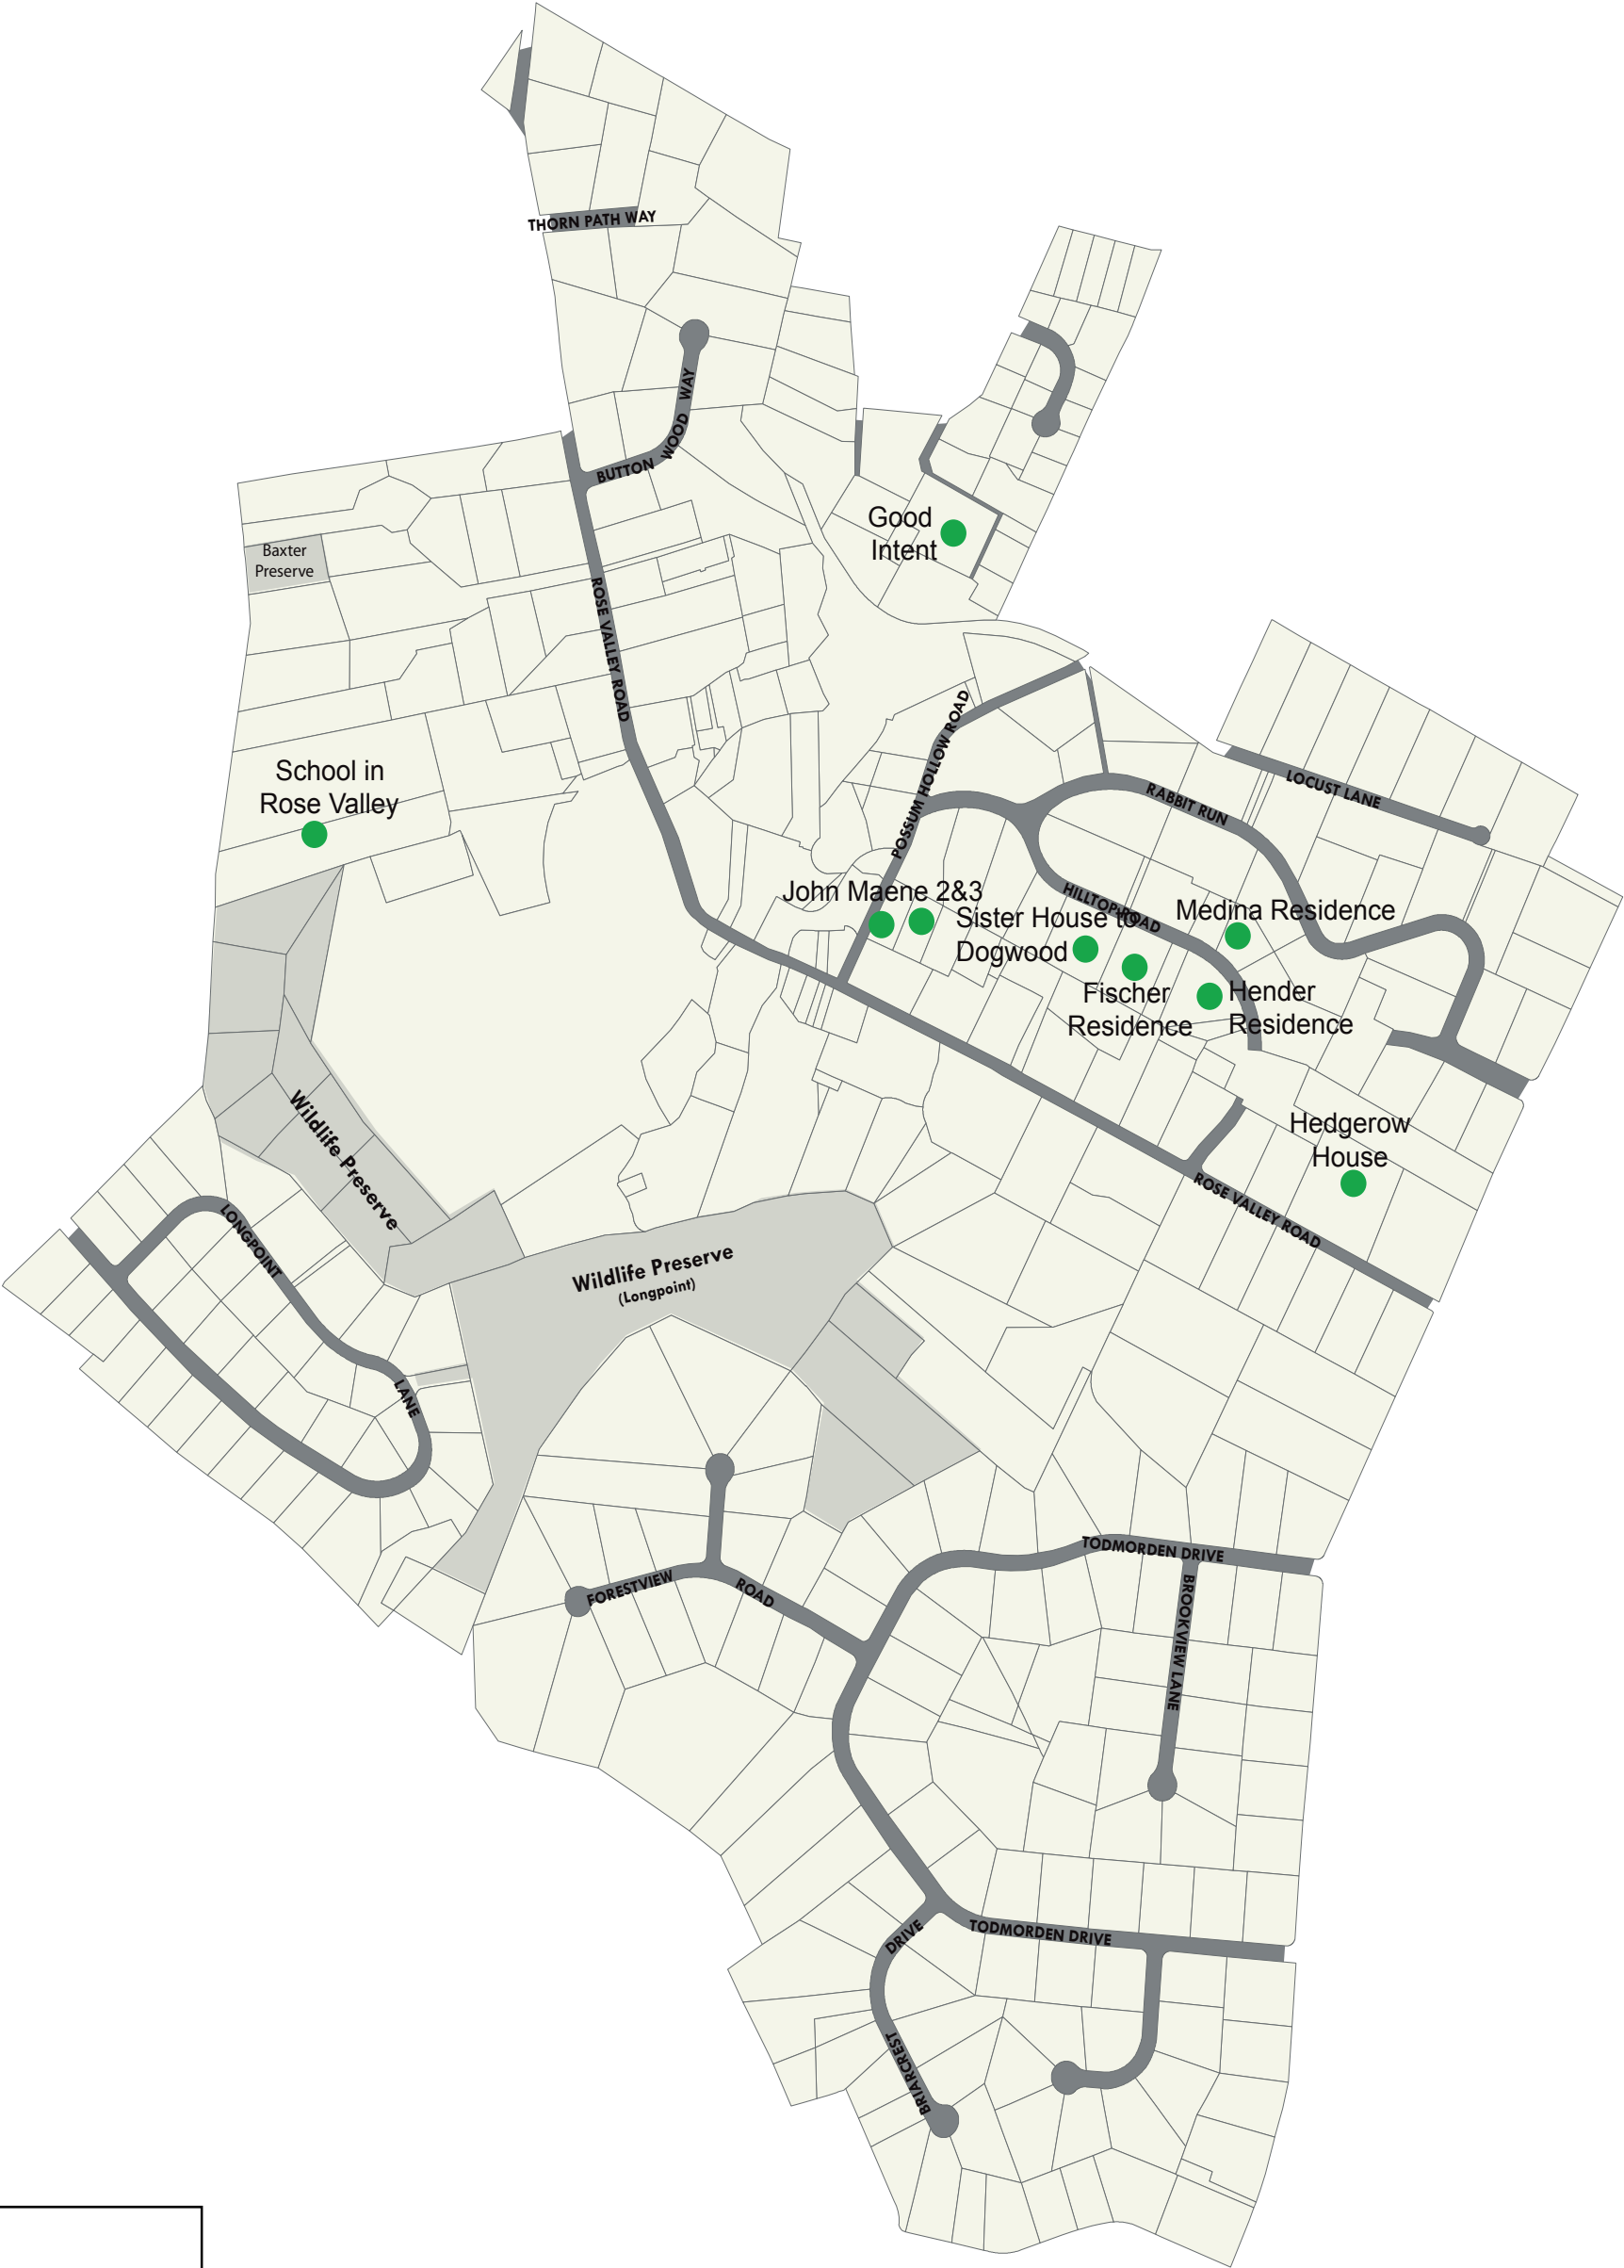 THORN PATH WAY
BUTTON WOOD WAY
Good
Intent
Baxter
Preserve
ROSE VALLEY ROAD
POSSUM HOLLOW ROAD
School in
Rose Valley
LOCUST LANE
RABBIT RUN
John Maene 2&3
HILLTOP ROAD
Sister House to
Dogwood
Medina Residence
Fischer
Residence
Hender
Residence
Wildlife Preserve
Hedgerow
House
ROSE VALLEY ROAD
LONGPOINT
LANE
Wildlife Preserve
(Longpoint)
TODMORDEN DRIVE
FORESTVIEW
ROAD
BROOKVIEW LANE
TODMORDEN DRIVE
DRIVE
BRIARCREST